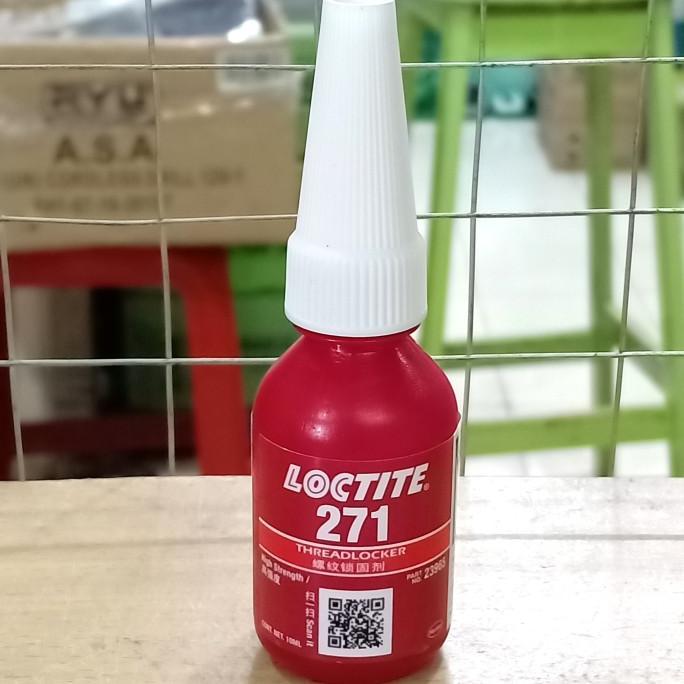 RYU
A.S.A
LOCTITE®
271
THREADLOCKER
螺纹锁固剂
High Strength /
高强度
PART NO. 23965
扫一扫 Scan it
CONT. NET. 10ML